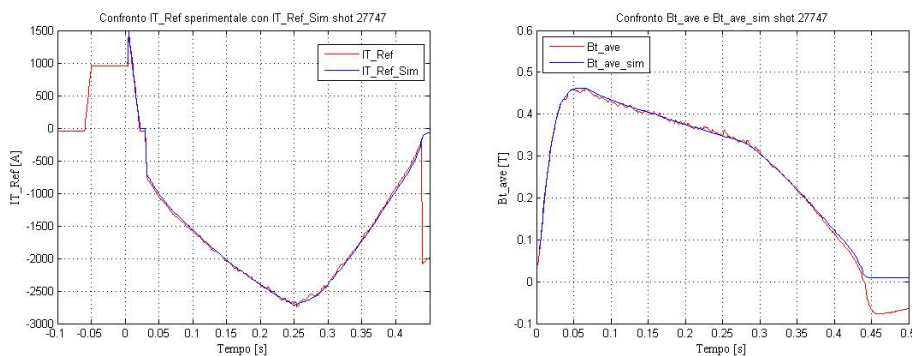 Confronto IT_Ref sperimentale con IT_Ref_Sim shot 27747
IT_Ref
IT_Ref_Sim
IT_Ref [A]
1500
1000
500
0
-500
-1000
-1500
-2000
-2500
-3000
-0.1 -0.05 0 0.05 0.1 0.15 0.2 0.25 0.3 0.35 0.4 0.45
Tempo [s]
Confronto Bt_ave e Bt_ave_sim shot 27747
Bt_ave
Bt_ave_sim
Bt_ave [T]
0.6
0.5
0.4
0.3
0.2
0.1
0
-0.1
0 0.05 0.1 0.15 0.2 0.25 0.3 0.35 0.4 0.45 0.5
Tempo [s]